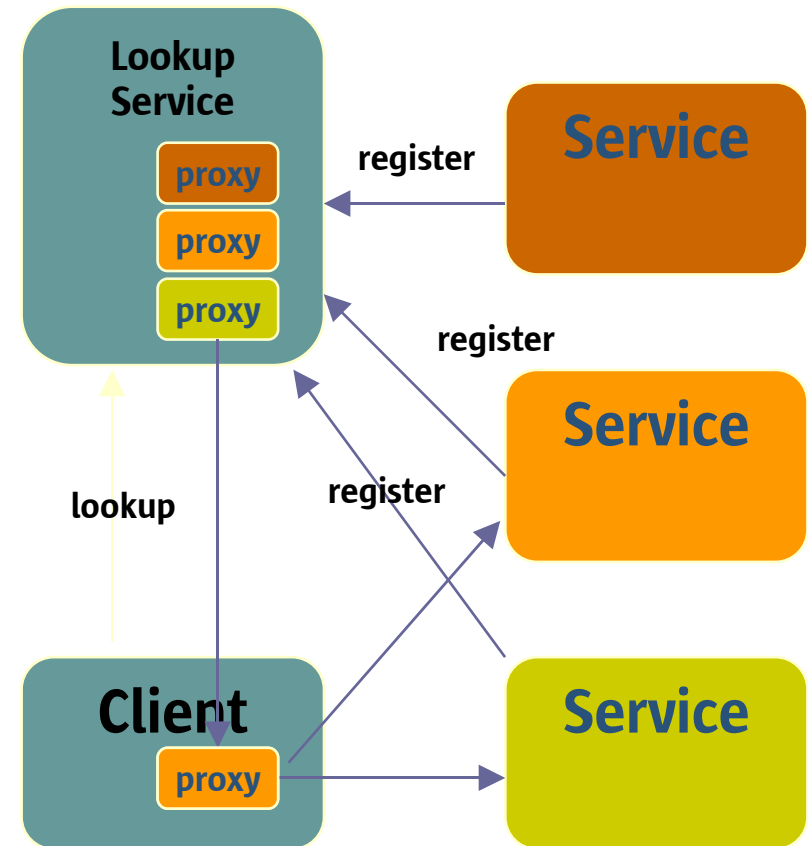 Lookup
Service
proxy
proxy
proxy
register
Service
register
Service
lookup
register
Client
proxy
Service